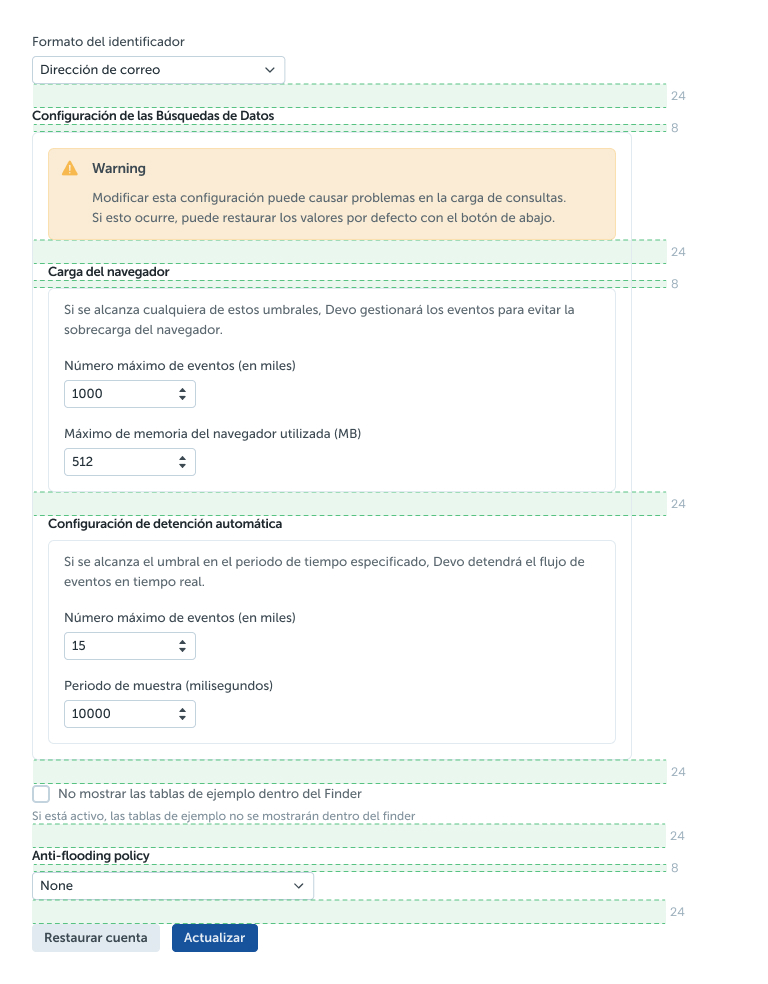 Formato del identificador
Dirección de correo
24
Configuración de las Búsquedas de Datos
8
Warning
Modificar esta configuración puede causar problemas en la carga de consultas.
Si esto ocurre, puede restaurar los valores por defecto con el botón de abajo.
24
Carga del navegador
8
Si se alcanza cualquiera de estos umbrales, Devo gestionará los eventos para evitar la
sobrecarga del navegador.
Número máximo de eventos (en miles)
1000
Máximo de memoria del navegador utilizada (MB)
512
24
Configuración de detención automática
Si se alcanza el umbral en el periodo de tiempo especificado, Devo detendrá el flujo de
eventos en tiempo real.
Número máximo de eventos (en miles)
15
Periodo de muestra (milisegundos)
10000
24
No mostrar las tablas de ejemplo dentro del Finder
Si está activo, las tablas de ejemplo no se mostrarán dentro del finder
24
Anti-flooding policy
8
None
24
Restaurar cuenta
Actualizar